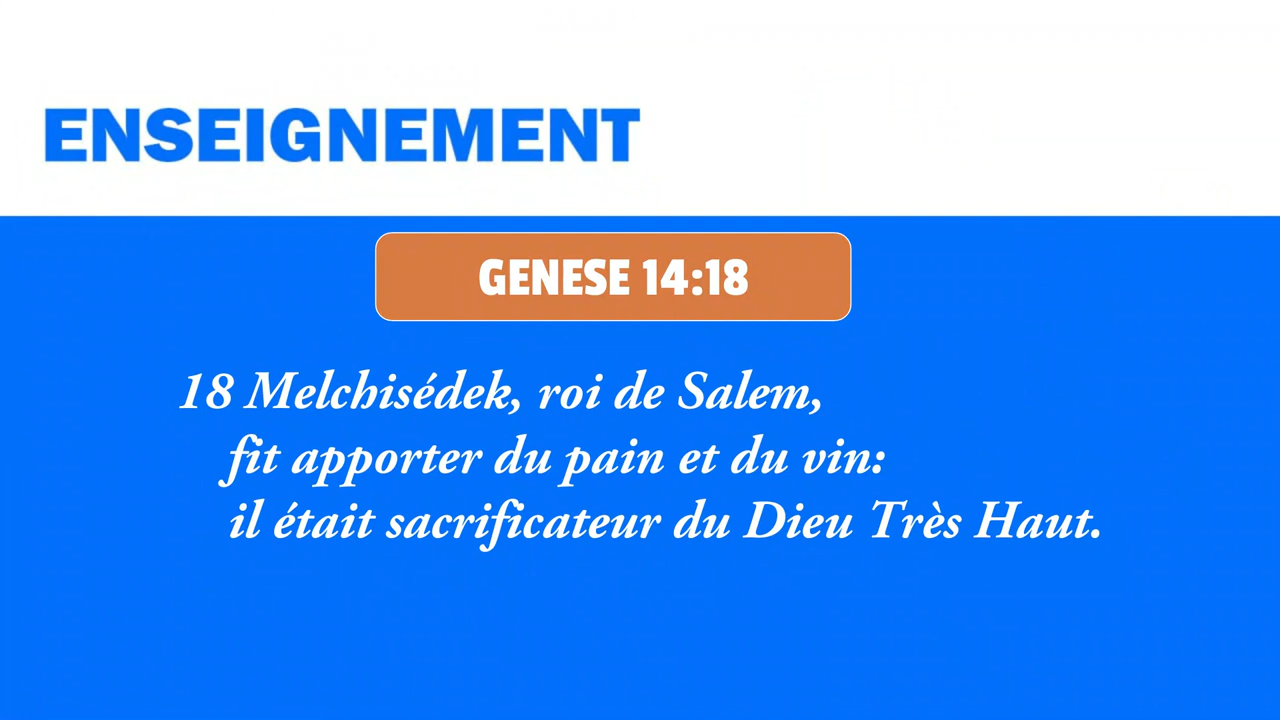 ENSEIGNEMENT
GENESE 14:18
18 Melchisédek, roi de Salem,
fit apporter du pain et du vin:
il était sacrificateur du Dieu Très Haut.